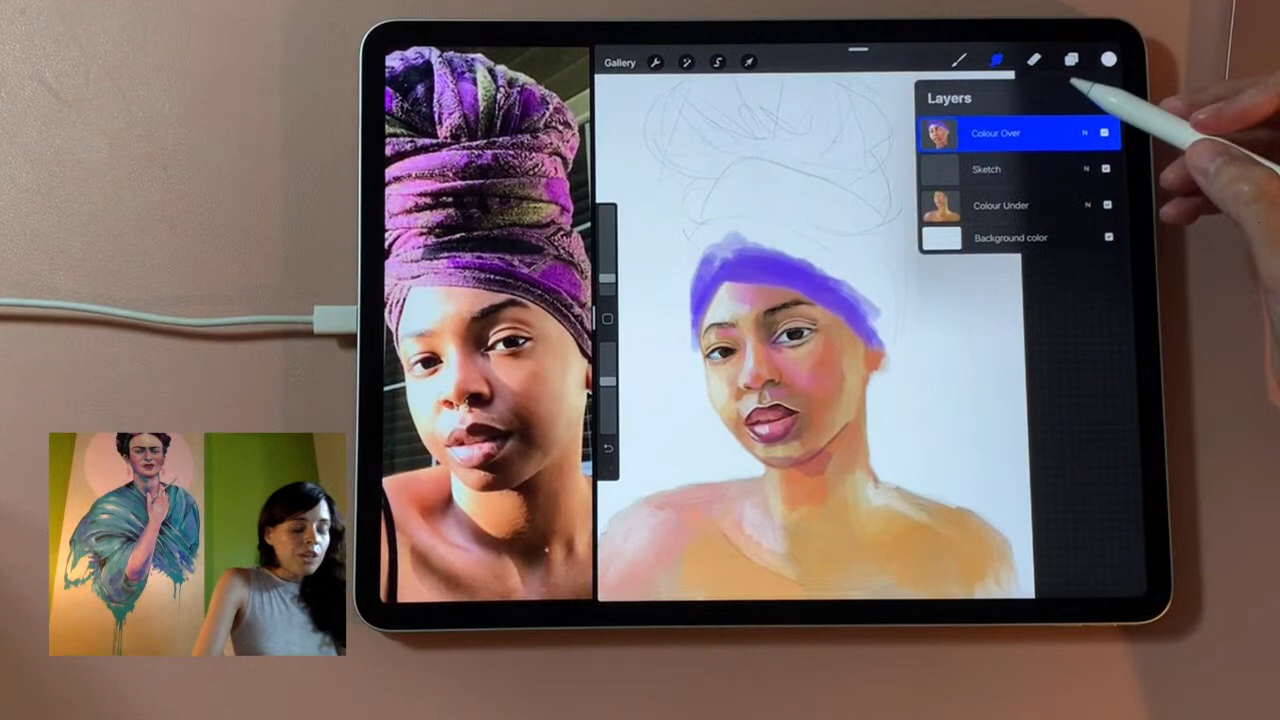 Gallery
Layers
Colour Over N
Sketch N
Colour Under N
Background color